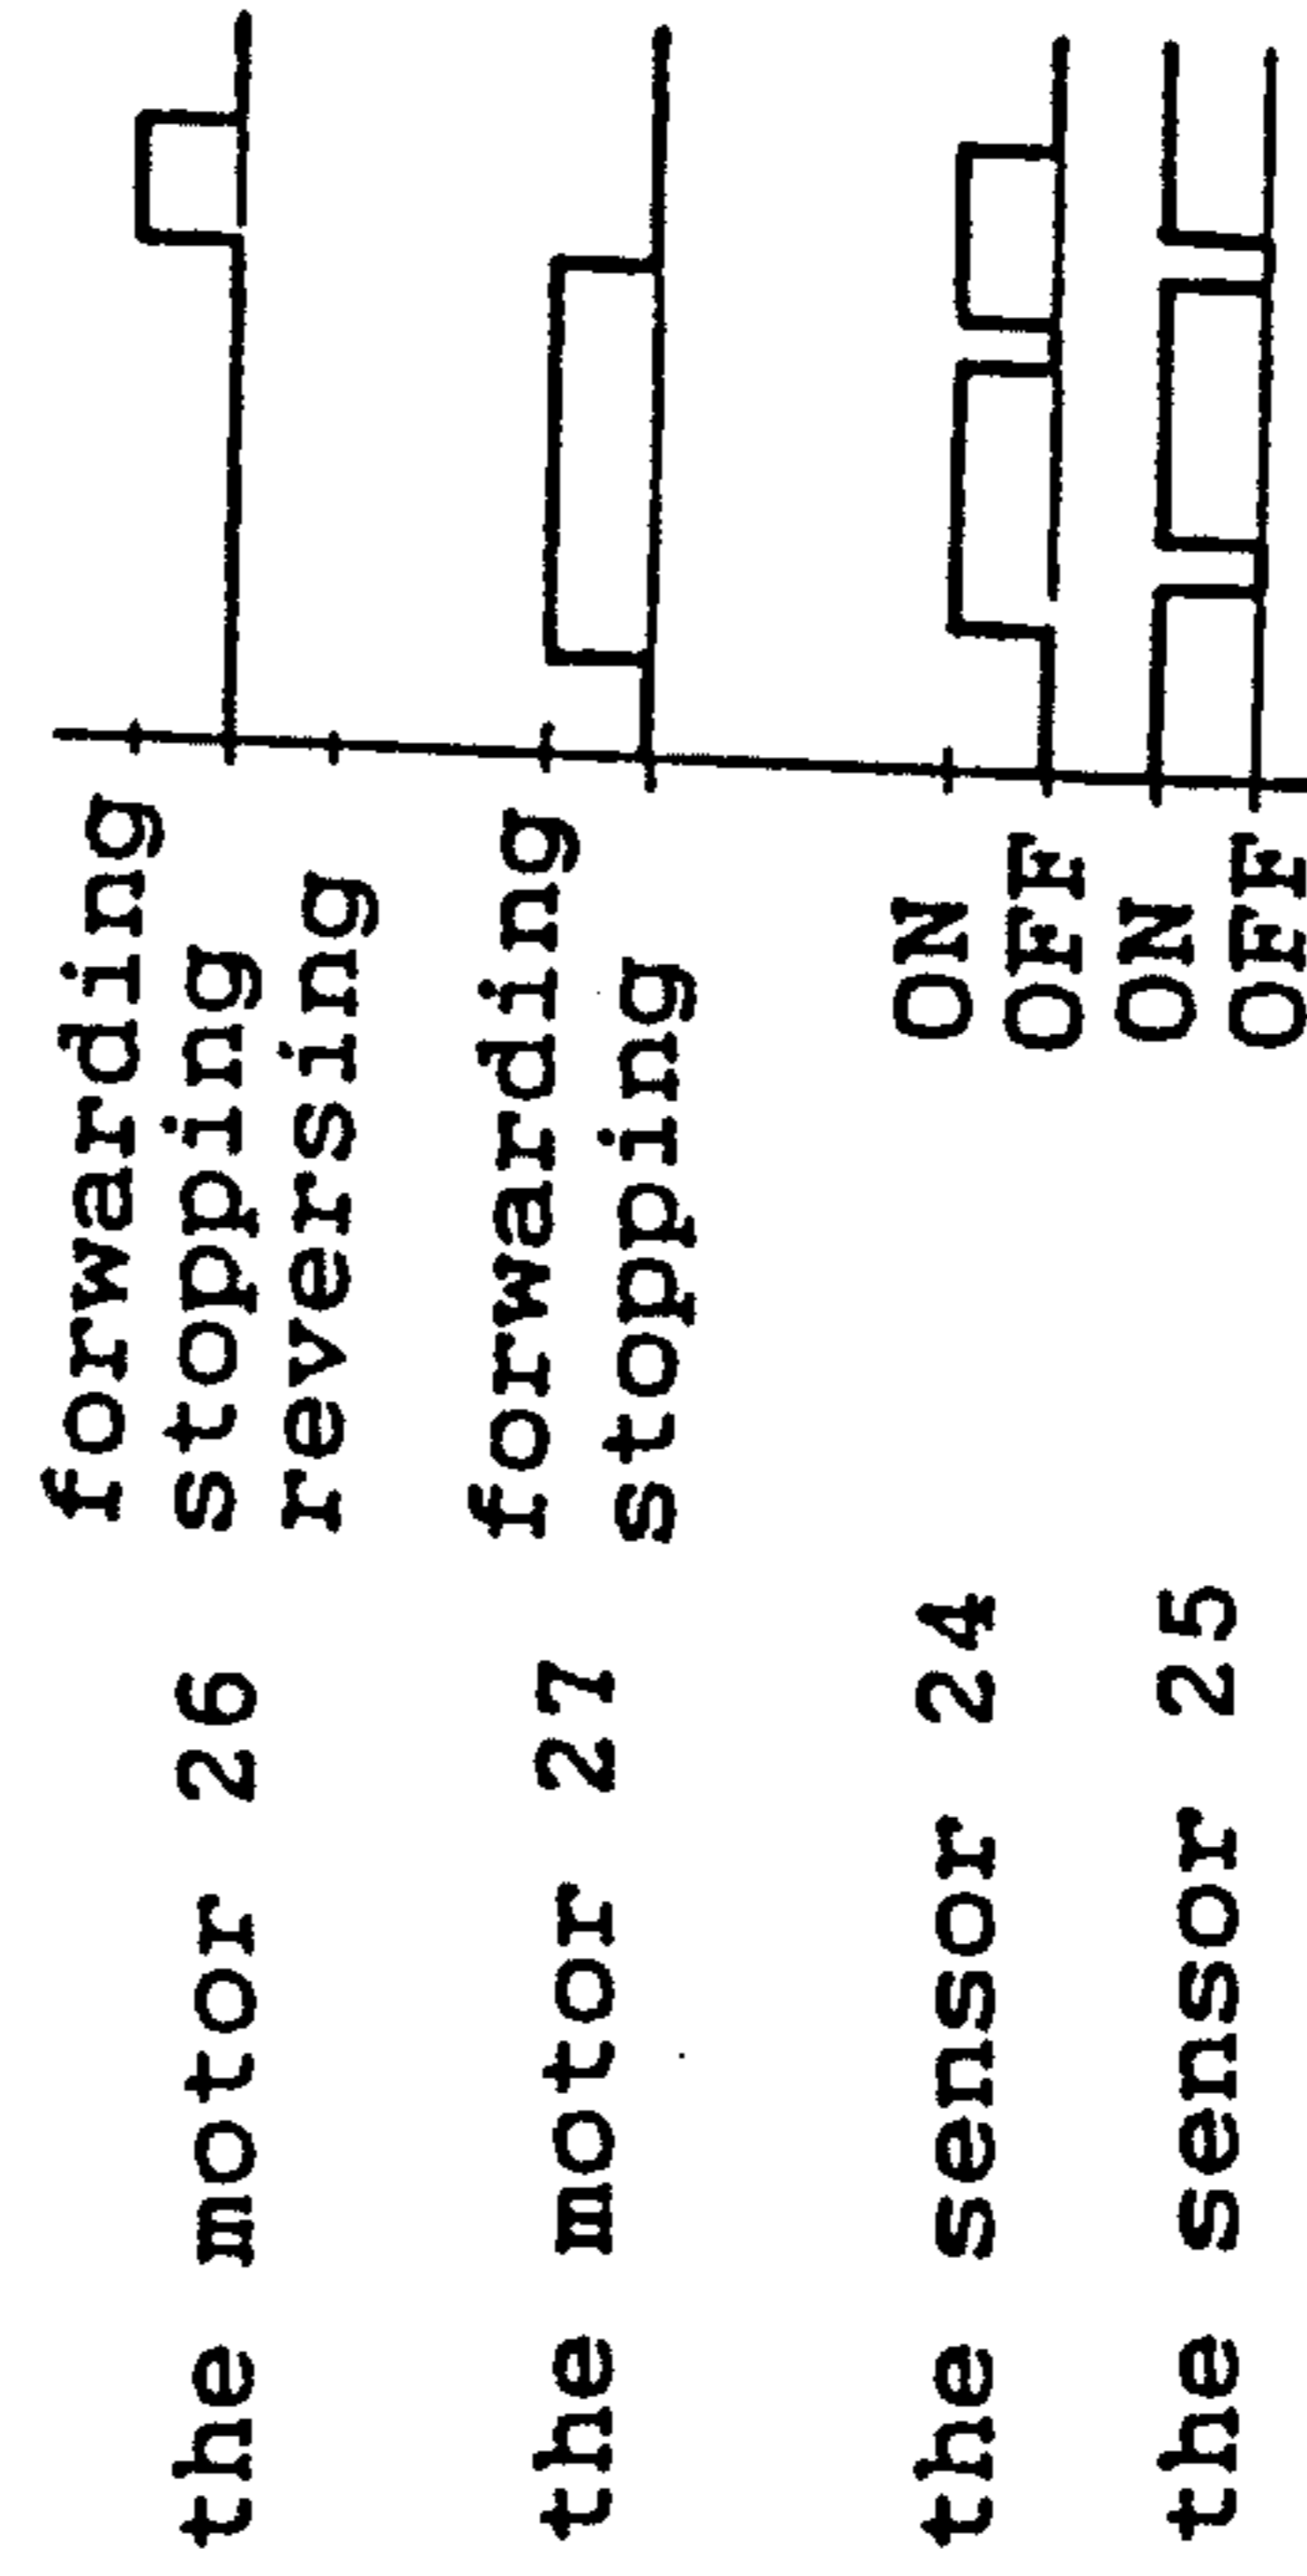 the motor 26 forwarding
stopping
reversing
the motor 27 forwarding
stopping
the sensor 24 ON
OFF
the sensor 25 ON
OFF